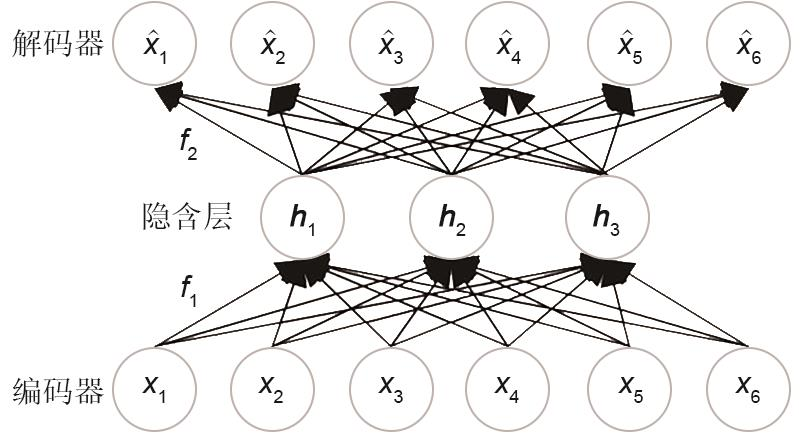 解码器 x̂₁ x̂₂ x̂₃ x̂₄ x̂₅ x̂₆
f₂
隐含层 h₁ h₂ h₃
f₁
编码器 x₁ x₂ x₃ x₄ x₅ x₆